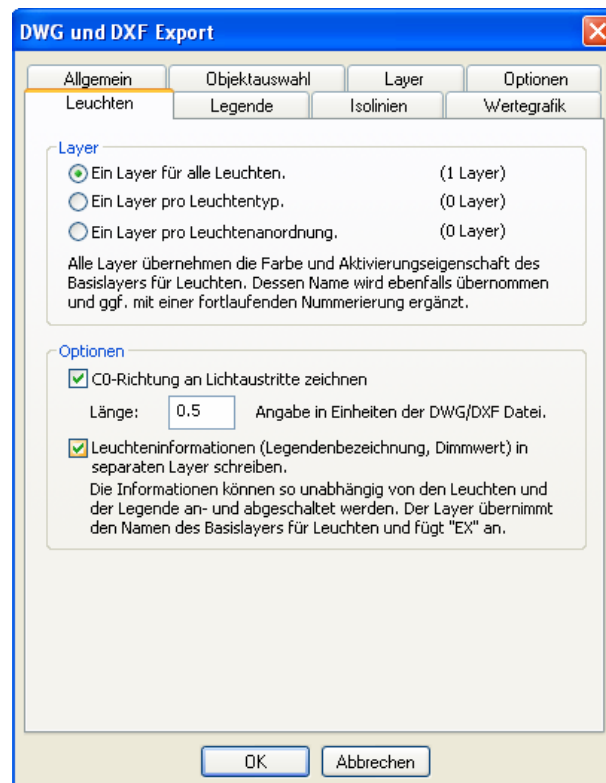 DWG und DXF Export
Allgemein Objektauswahl Layer Optionen
Leuchten Legende Isolinien Wertegrafik
Layer
Ein Layer für alle Leuchten. (1 Layer)
Ein Layer pro Leuchtentyp. (0 Layer)
Ein Layer pro Leuchtenanordnung. (0 Layer)
Alle Layer übernehmen die Farbe und Aktivierungseigenschaft des
Basislayers für Leuchten. Dessen Name wird ebenfalls übernommen
und ggf. mit einer fortlaufenden Nummerierung ergänzt.
Optionen
C0-Richtung an Lichtaustritte zeichnen
Länge: 0.5 Angabe in Einheiten der DWG/DXF Datei.
Leuchteninformationen (Legendenbezeichnung, Dimmwert) in
separaten Layer schreiben.
Die Informationen können so unabhängig von den Leuchten und
der Legende an- und abgeschaltet werden. Der Layer übernimmt
den Namen des Basislayers für Leuchten und fügt "EX" an.
OK Abbrechen